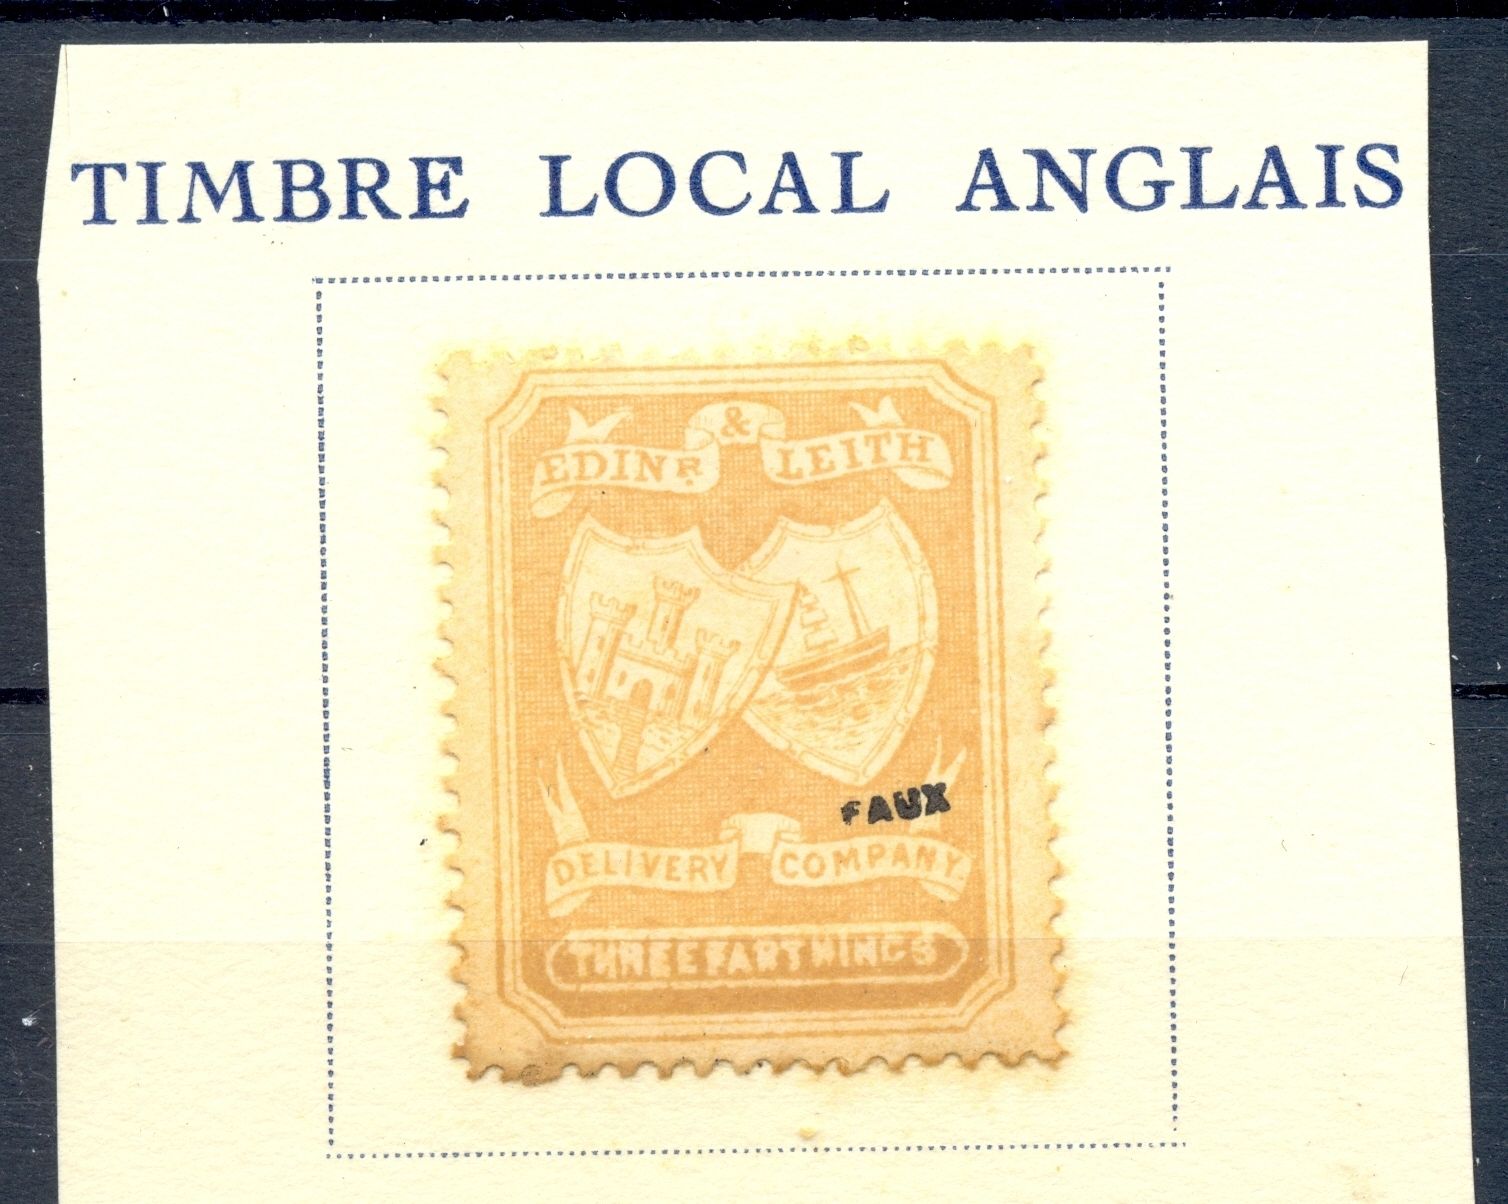 TIMBRE LOCAL ANGLAIS
&
EDINR. LEITH
FAUX
DELIVERY COMPANY.
THREE FARTHINGS